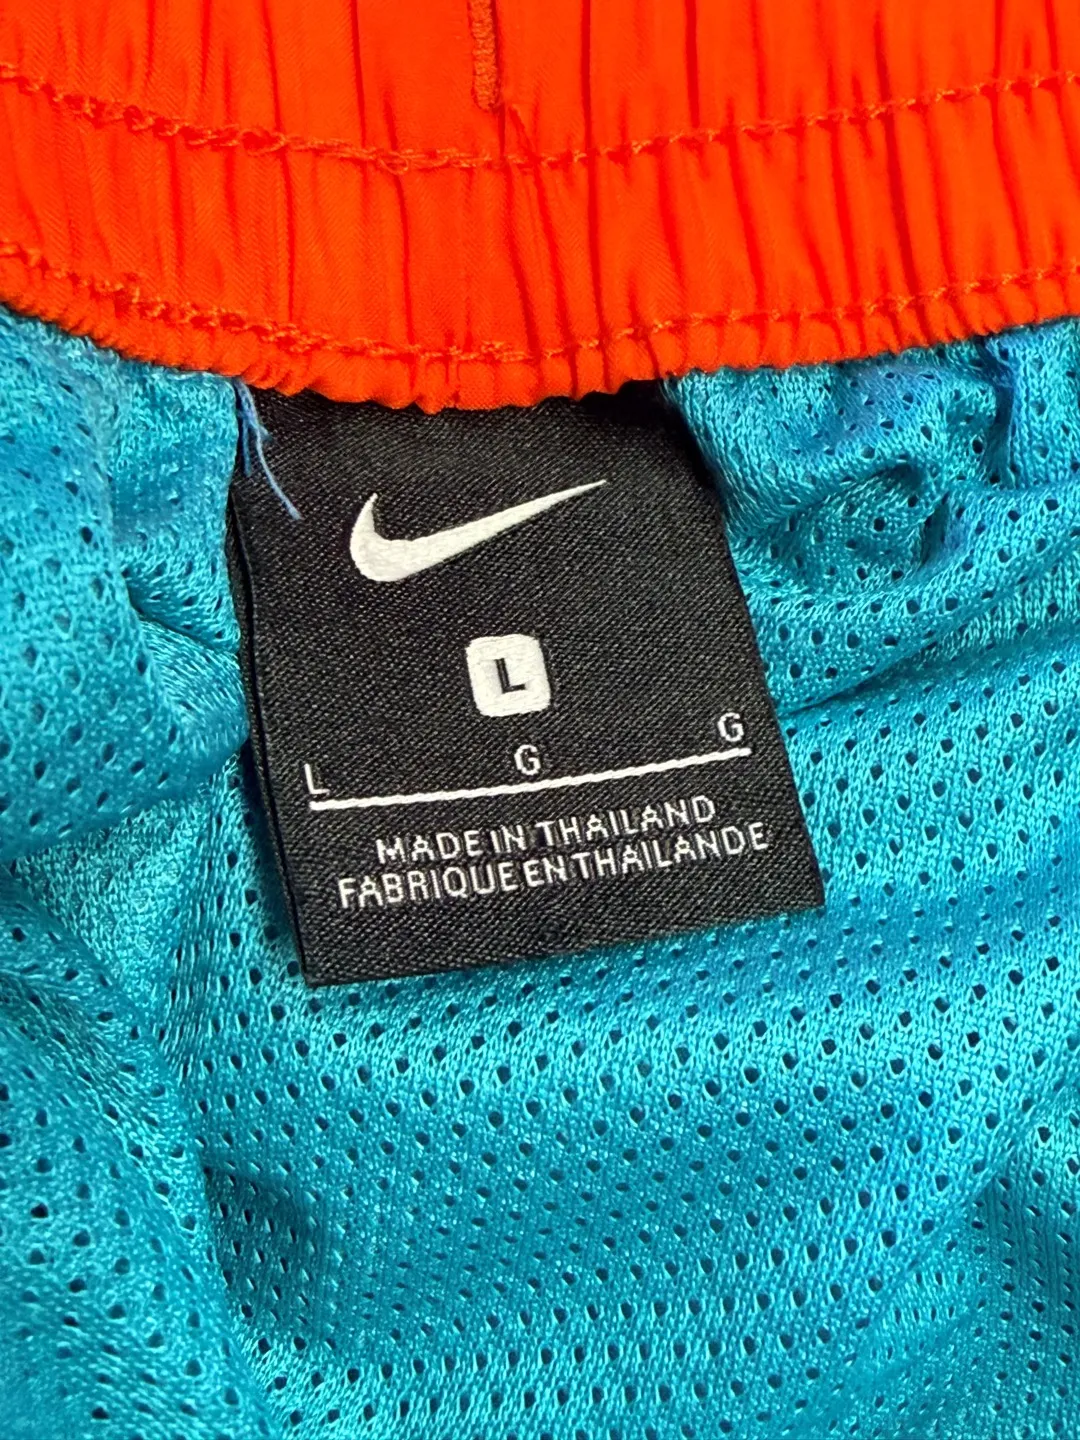 L
L G G
MADE IN THAILAND
FABRIQUE EN THAILANDE